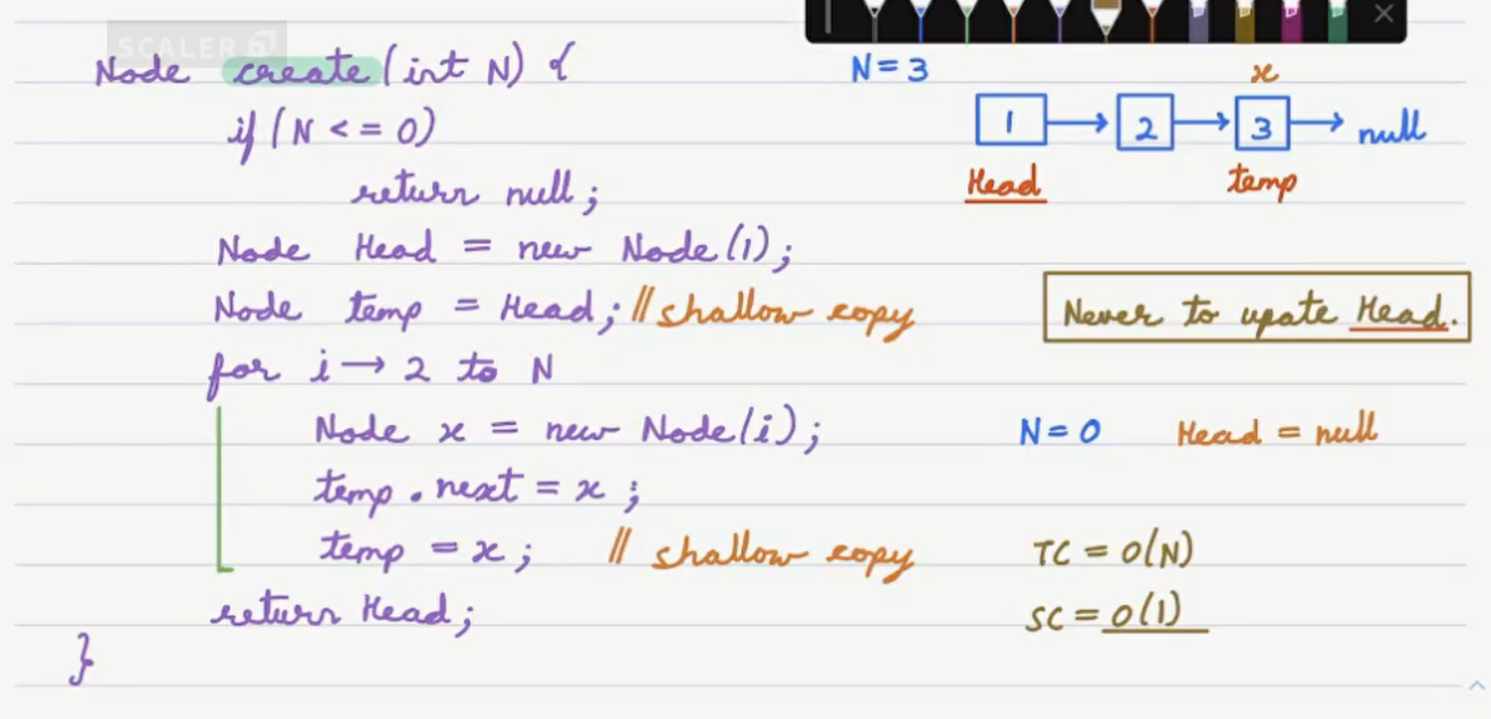 SCALER
Node create(int N) {
if (N <= 0)
return null;
Node Head = new Node(1);
Node temp = Head; // shallow copy
for i → 2 to N
Node x = new Node(i);
temp.next = x;
temp = x; // shallow copy
return Head;
}
N = 3
x
1 → 2 → 3 → null
Head temp
Never to upate Head.
N = 0 Head = null
TC = O(N)
SC = O(1)